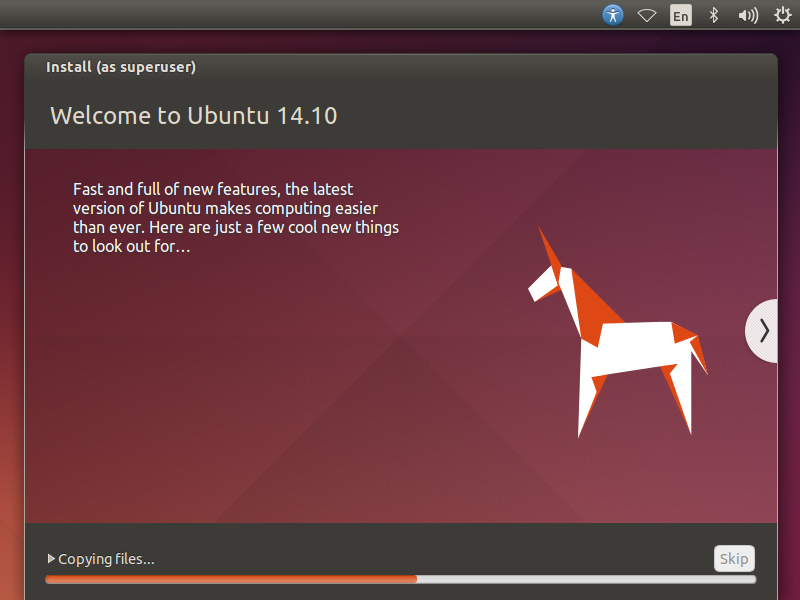 En
Install (as superuser)
Welcome to Ubuntu 14.10
Fast and full of new features, the latest
version of Ubuntu makes computing easier
than ever. Here are just a few cool new things
to look out for…
Copying files...
Skip